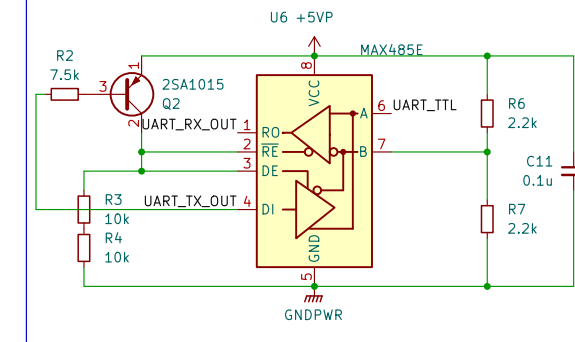 U6 +5VP
R2
7.5k
1
3
2
2SA1015
Q2
8
MAX485E
VCC
UART_RX_OUT 1 RO
2 RE
3 DE
UART_TX_OUT 4 DI
A 6 UART_TTL
B 7
GND
5
R3
10k
R4
10k
R6
2.2k
R7
2.2k
C11
0.1u
GNDPWR